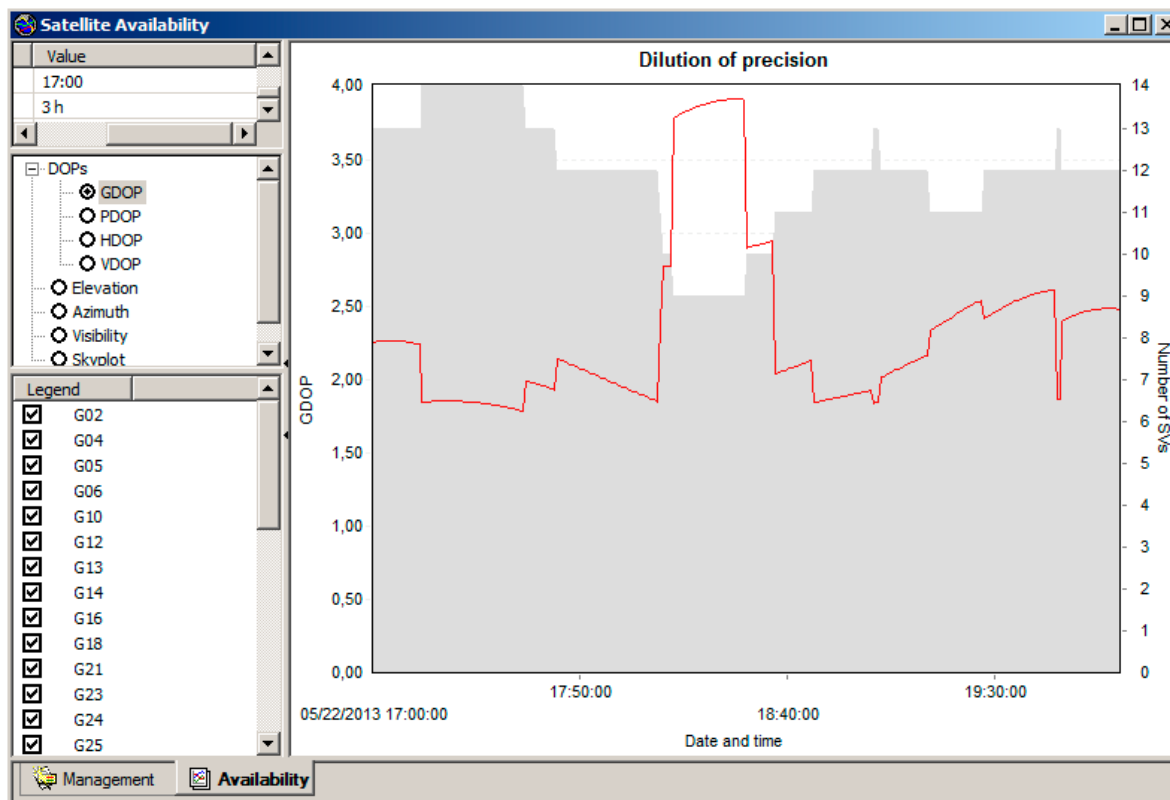 Satellite Availability
Value
17:00
3 h
DOPs
GDOP
PDOP
HDOP
VDOP
Elevation
Azimuth
Visibility
Skyplot
Legend
G02
G04
G05
G06
G10
G12
G13
G14
G16
G18
G21
G23
G24
G25
Dilution of precision
4,00
3,50
3,00
2,50
2,00
1,50
1,00
0,50
0,00
GDOP
14
13
12
11
10
9
8
7
6
5
4
3
2
1
0
Number of SVs
17:50:00
19:30:00
05/22/2013 17:00:00
18:40:00
Date and time
Management
Availability